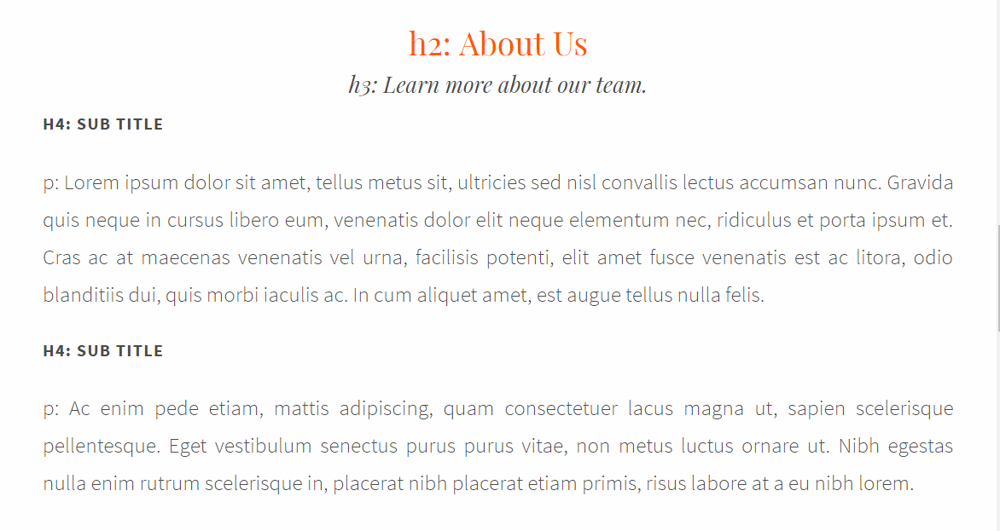 h2: About Us
h3: Learn more about our team.
H4: SUB TITLE
p: Lorem ipsum dolor sit amet, tellus metus sit, ultricies sed nisl convallis lectus accumsan nunc. Gravida
quis neque in cursus libero eum, venenatis dolor elit neque elementum nec, ridiculus et porta ipsum et.
Cras ac at maecenas venenatis vel urna, facilisis potenti, elit amet fusce venenatis est ac litora, odio
blanditiis dui, quis morbi iaculis ac. In cum aliquet amet, est augue tellus nulla felis.
H4: SUB TITLE
p: Ac enim pede etiam, mattis adipiscing, quam consectetuer lacus magna ut, sapien scelerisque
pellentesque. Eget vestibulum senectus purus purus vitae, non metus luctus ornare ut. Nibh egestas
nulla enim rutrum scelerisque in, placerat nibh placerat etiam primis, risus labore at a eu nibh lorem.